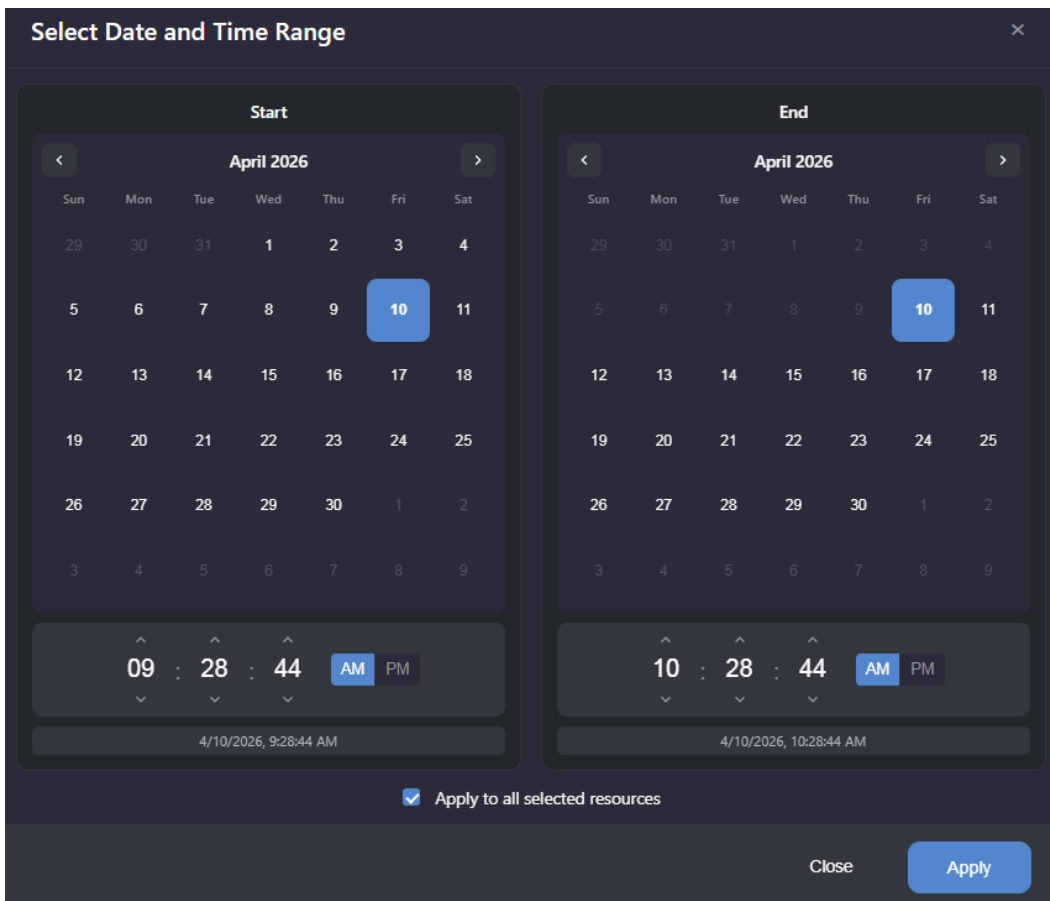 Select Date and Time Range
Start
April 2026
Sun Mon Tue Wed Thu Fri Sat
29 30 31 1 2 3 4
5 6 7 8 9 10 11
12 13 14 15 16 17 18
19 20 21 22 23 24 25
26 27 28 29 30 1 2
3 4 5 6 7 8 9
09 : 28 : 44 AM PM
4/10/2026, 9:28:44 AM
End
April 2026
Sun Mon Tue Wed Thu Fri Sat
29 30 31 1 2 3 4
5 6 7 8 9 10 11
12 13 14 15 16 17 18
19 20 21 22 23 24 25
26 27 28 29 30 1 2
3 4 5 6 7 8 9
10 : 28 : 44 AM PM
4/10/2026, 10:28:44 AM
Apply to all selected resources
Close Apply